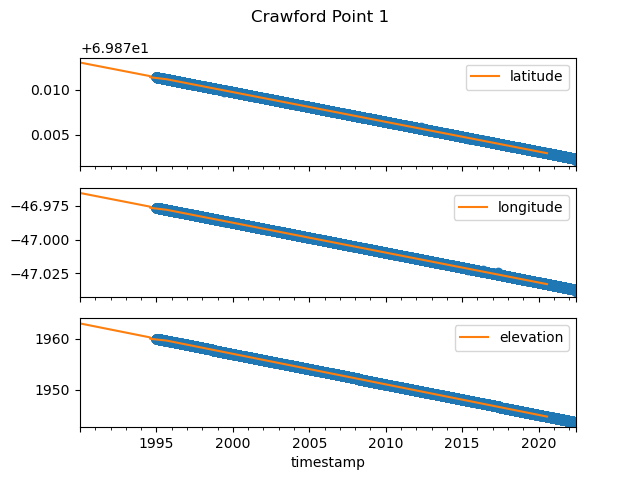 Crawford Point 1
+6.987e1
latitude
0.010
0.005
longitude
−46.975
−47.000
−47.025
elevation
1960
1950
1995 2000 2005 2010 2015 2020
timestamp